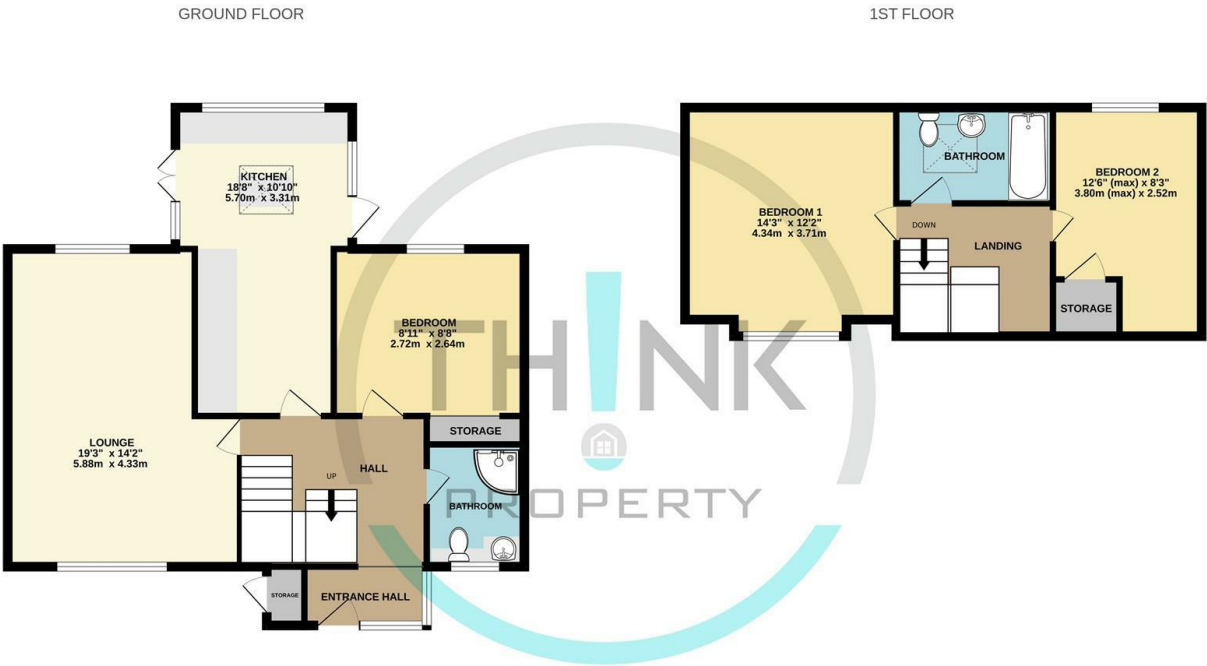 GROUND FLOOR
1ST FLOOR
KITCHEN
18'8" x 10'10"
5.70m x 3.31m
BEDROOM
8'11" x 8'8"
2.72m x 2.64m
STORAGE
LOUNGE
19'3" x 14'2"
5.88m x 4.33m
UP
HALL
BATHROOM
STORAGE
ENTRANCE HALL
BEDROOM 1
14'3" x 12'2"
4.34m x 3.71m
BATHROOM
BEDROOM 2
12'6" (max) x 8'3"
3.80m (max) x 2.52m
DOWN
LANDING
STORAGE
TH!NK
PROPERTY